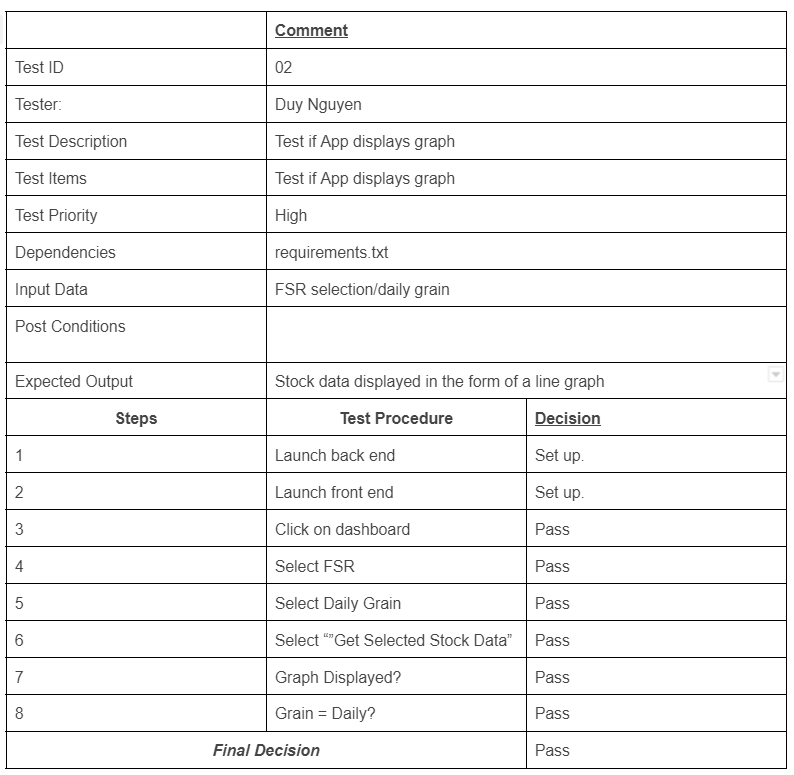 Comment
Test ID 02
Tester: Duy Nguyen
Test Description Test if App displays graph
Test Items Test if App displays graph
Test Priority High
Dependencies requirements.txt
Input Data FSR selection/daily grain
Post Conditions
Expected Output Stock data displayed in the form of a line graph
Steps Test Procedure Decision
1 Launch back end Set up.
2 Launch front end Set up.
3 Click on dashboard Pass
4 Select FSR Pass
5 Select Daily Grain Pass
6 Select “”Get Selected Stock Data” Pass
7 Graph Displayed? Pass
8 Grain = Daily? Pass
Final Decision Pass